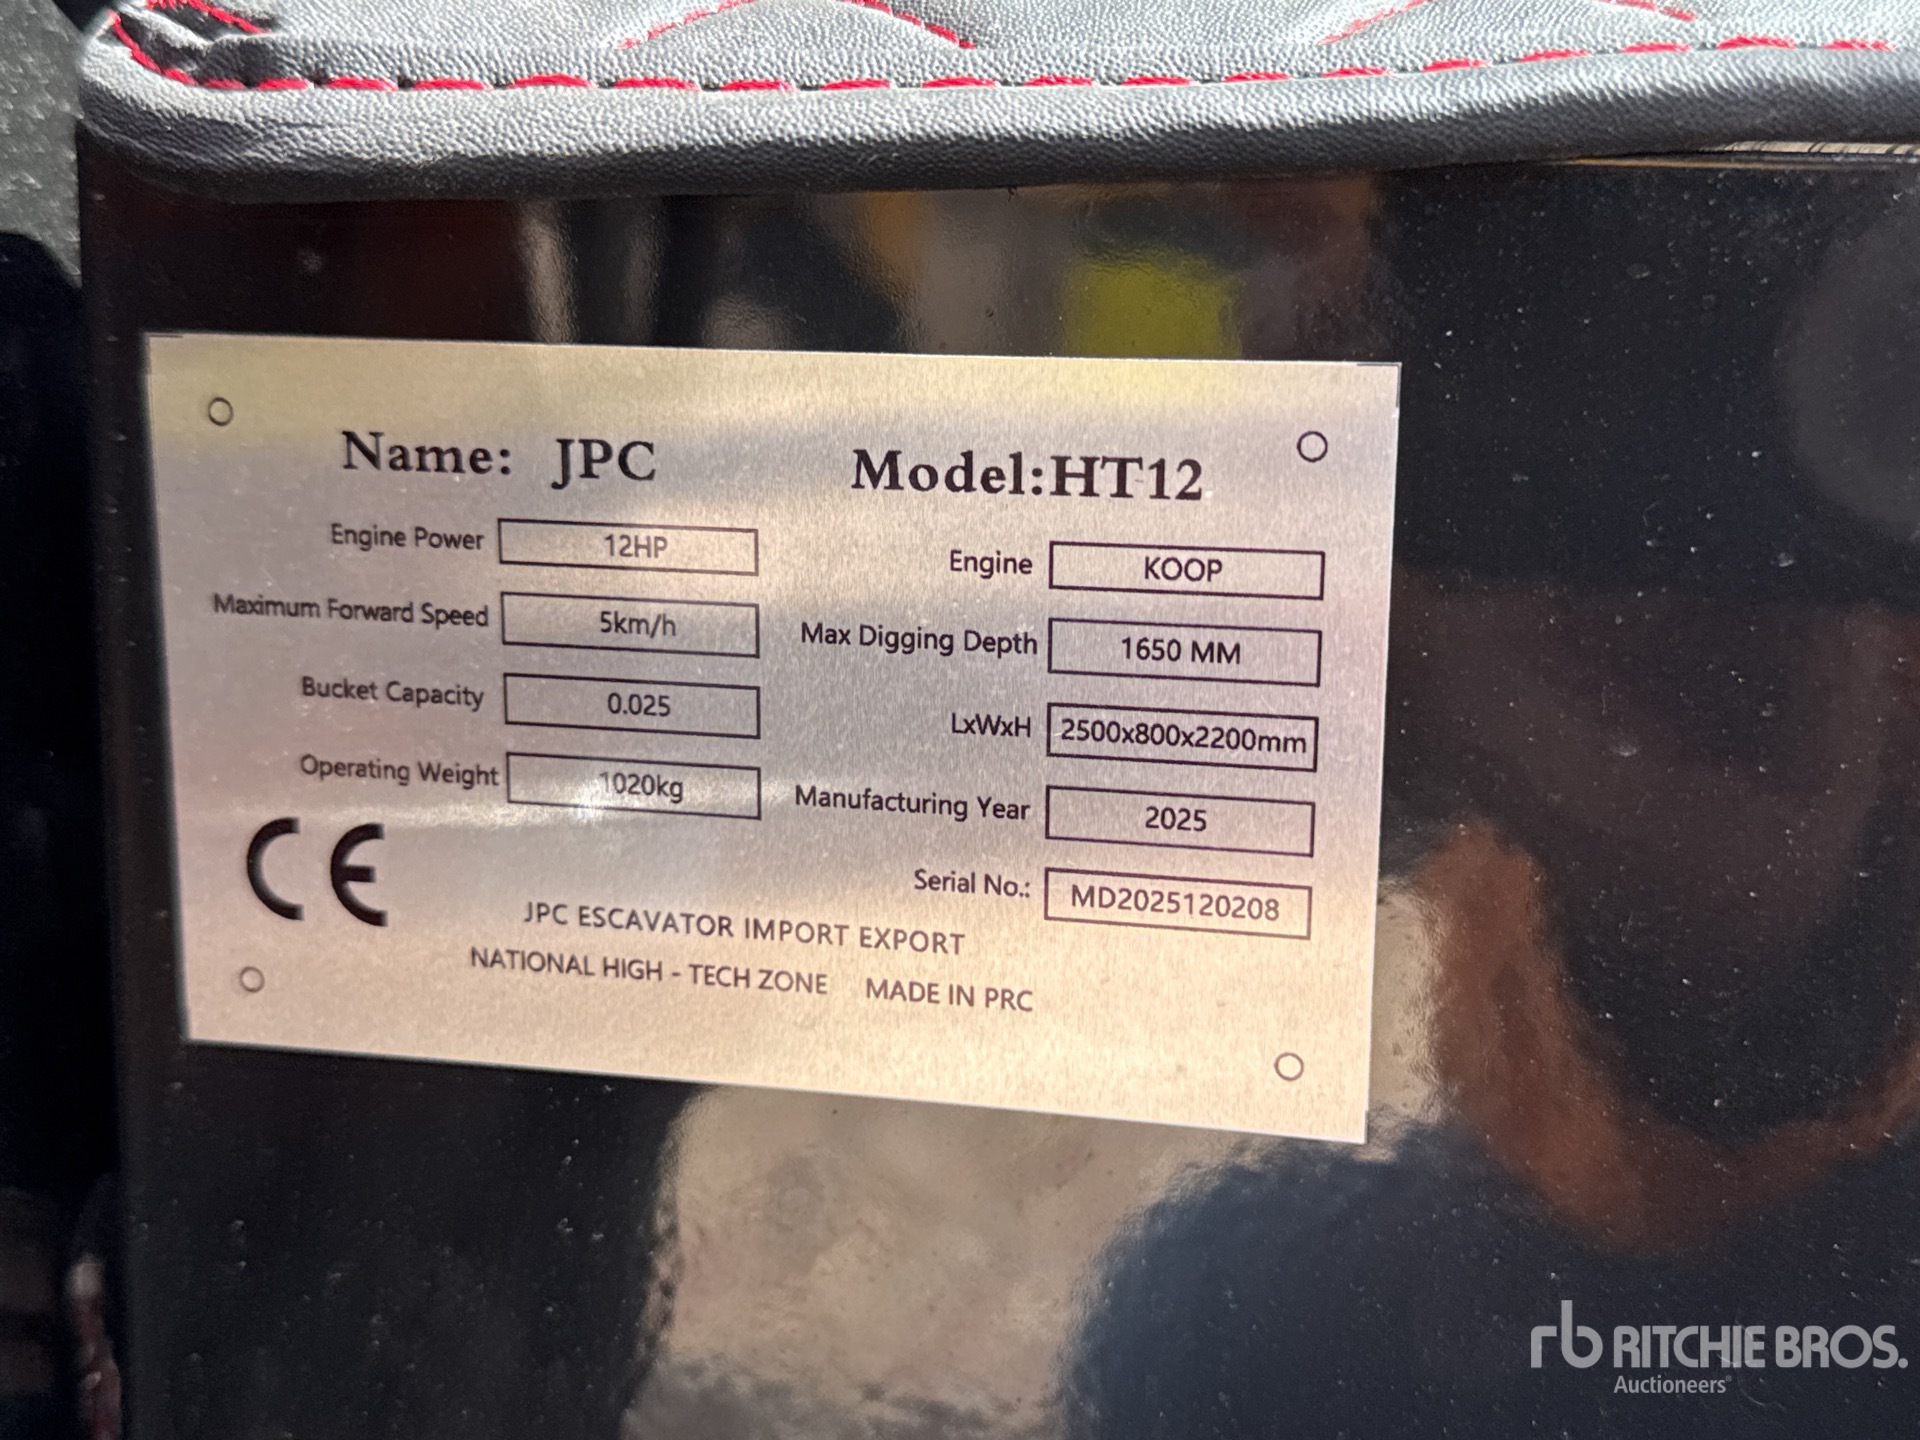 Name: JPC
Model:HT12
Engine Power 12HP
Engine KOOP
Maximum Forward Speed 5km/h
Max Digging Depth 1650 MM
Bucket Capacity 0.025
LxWxH 2500x800x2200mm
Operating Weight 1020kg
Manufacturing Year 2025
Serial No.: MD2025120208
CE
JPC ESCAVATOR IMPORT EXPORT
NATIONAL HIGH - TECH ZONE MADE IN PRC
rb RITCHIE BROS.
Auctioneers